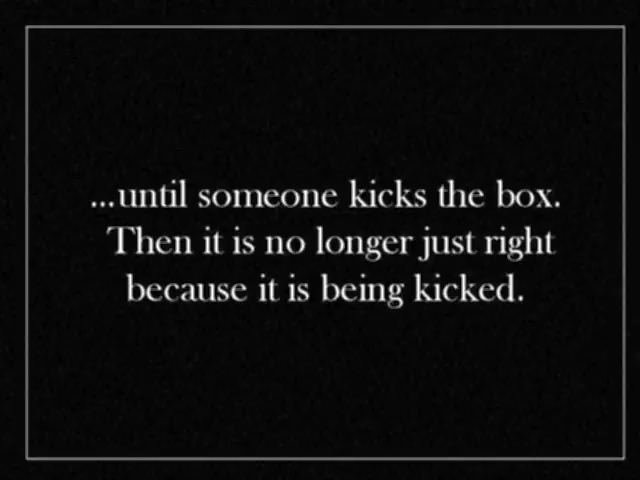 ...until someone kicks the box.
Then it is no longer just right
because it is being kicked.